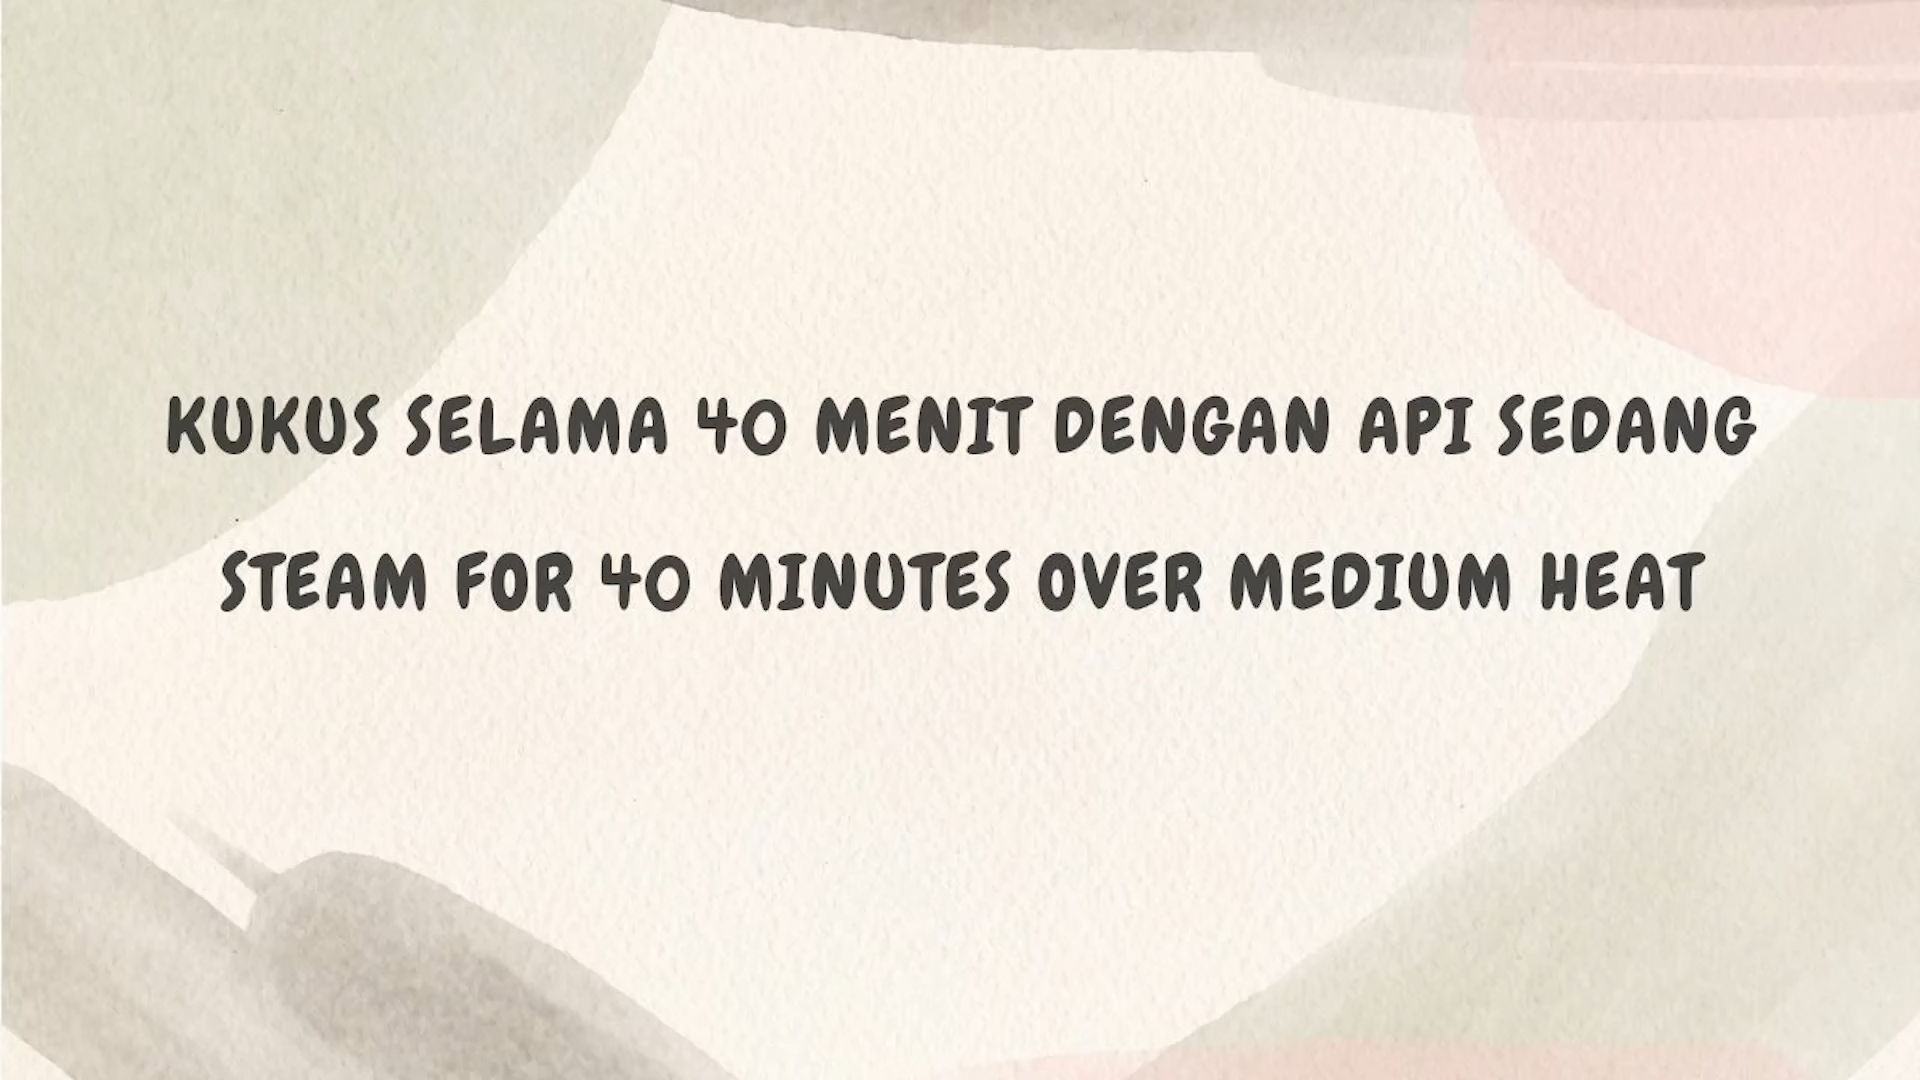 KUKUS SELAMA 40 MENIT DENGAN API SEDANG
STEAM FOR 40 MINUTES OVER MEDIUM HEAT